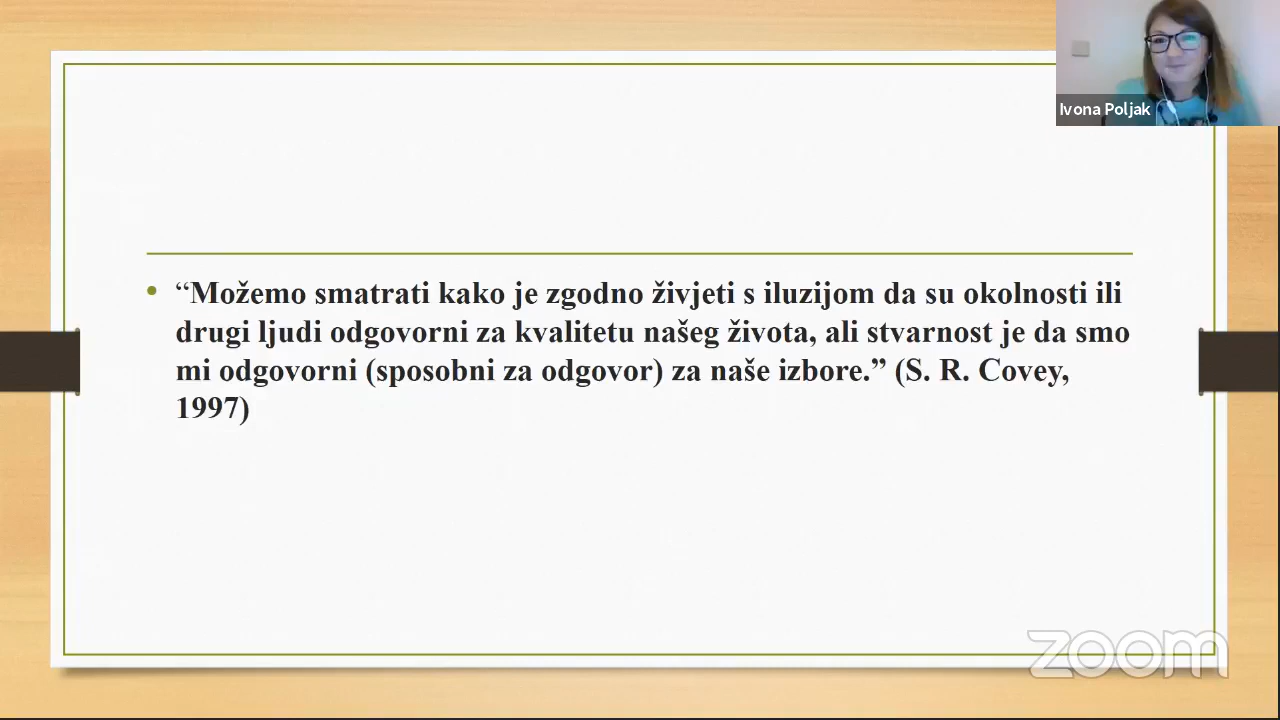 Ivona Poljak
• “Možemo smatrati kako je zgodno živjeti s iluzijom da su okolnosti ili
drugi ljudi odgovorni za kvalitetu našeg života, ali stvarnost je da smo
mi odgovorni (sposobni za odgovor) za naše izbore.” (S. R. Covey,
1997)
zoom